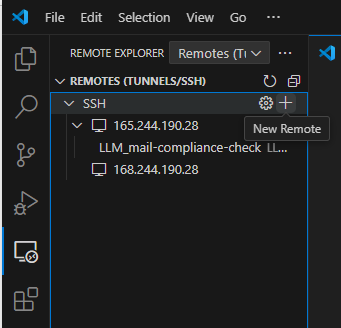 File Edit Selection View Go ···
REMOTE EXPLORER Remotes (Tu ···
REMOTES (TUNNELS/SSH)
SSH
165.244.190.28
New Remote
LLM_mail-compliance-check LL...
168.244.190.28